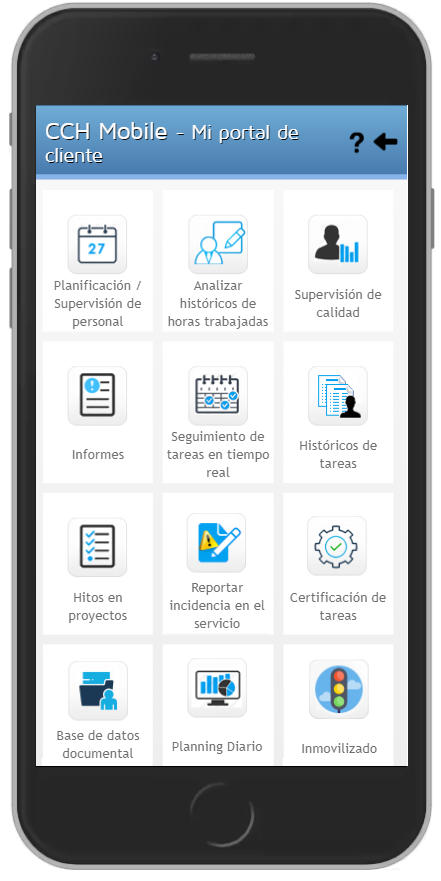 CCH Mobile - Mi portal de
cliente
?
27
Planificación /
Supervisión de
personal
Analizar
históricos de
horas trabajadas
Supervisión de
calidad
Informes
Seguimiento de
tareas en tiempo
real
Históricos de
tareas
Hitos en
proyectos
Reportar
incidencia en el
servicio
Certificación de
tareas
Base de datos
documental
Planning Diario
Inmovilizado